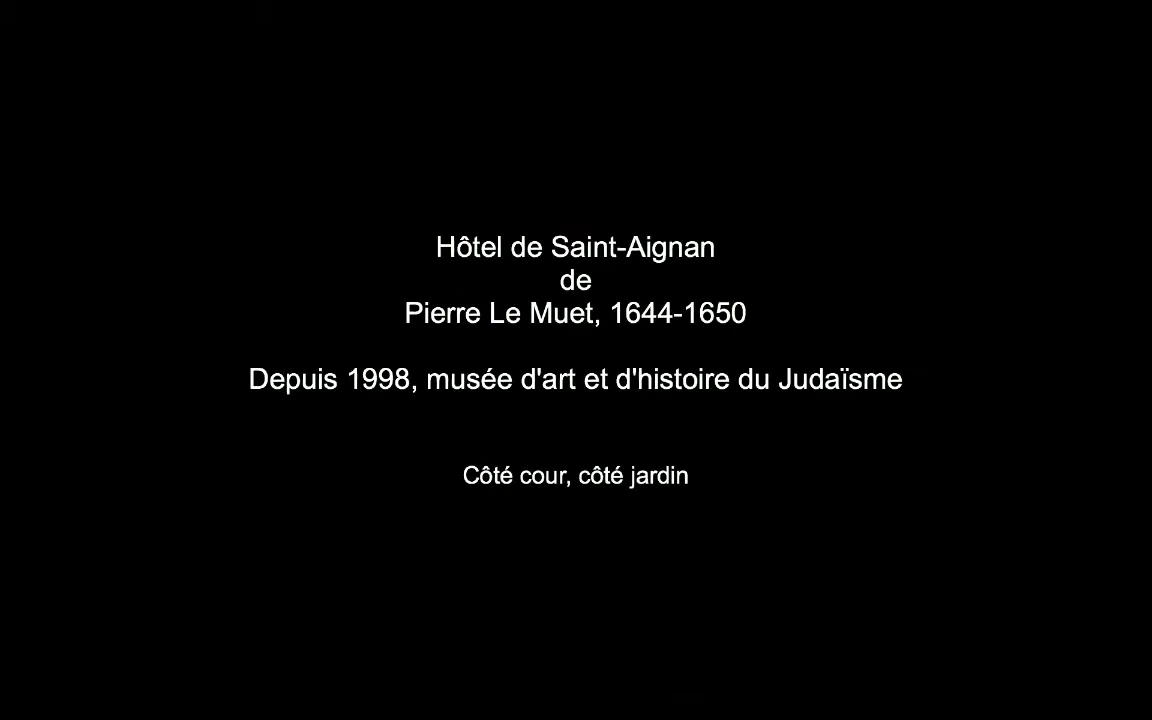 Hôtel de Saint-Aignan
de
Pierre Le Muet, 1644-1650
Depuis 1998, musée d'art et d'histoire du Judaïsme
Côté cour, côté jardin